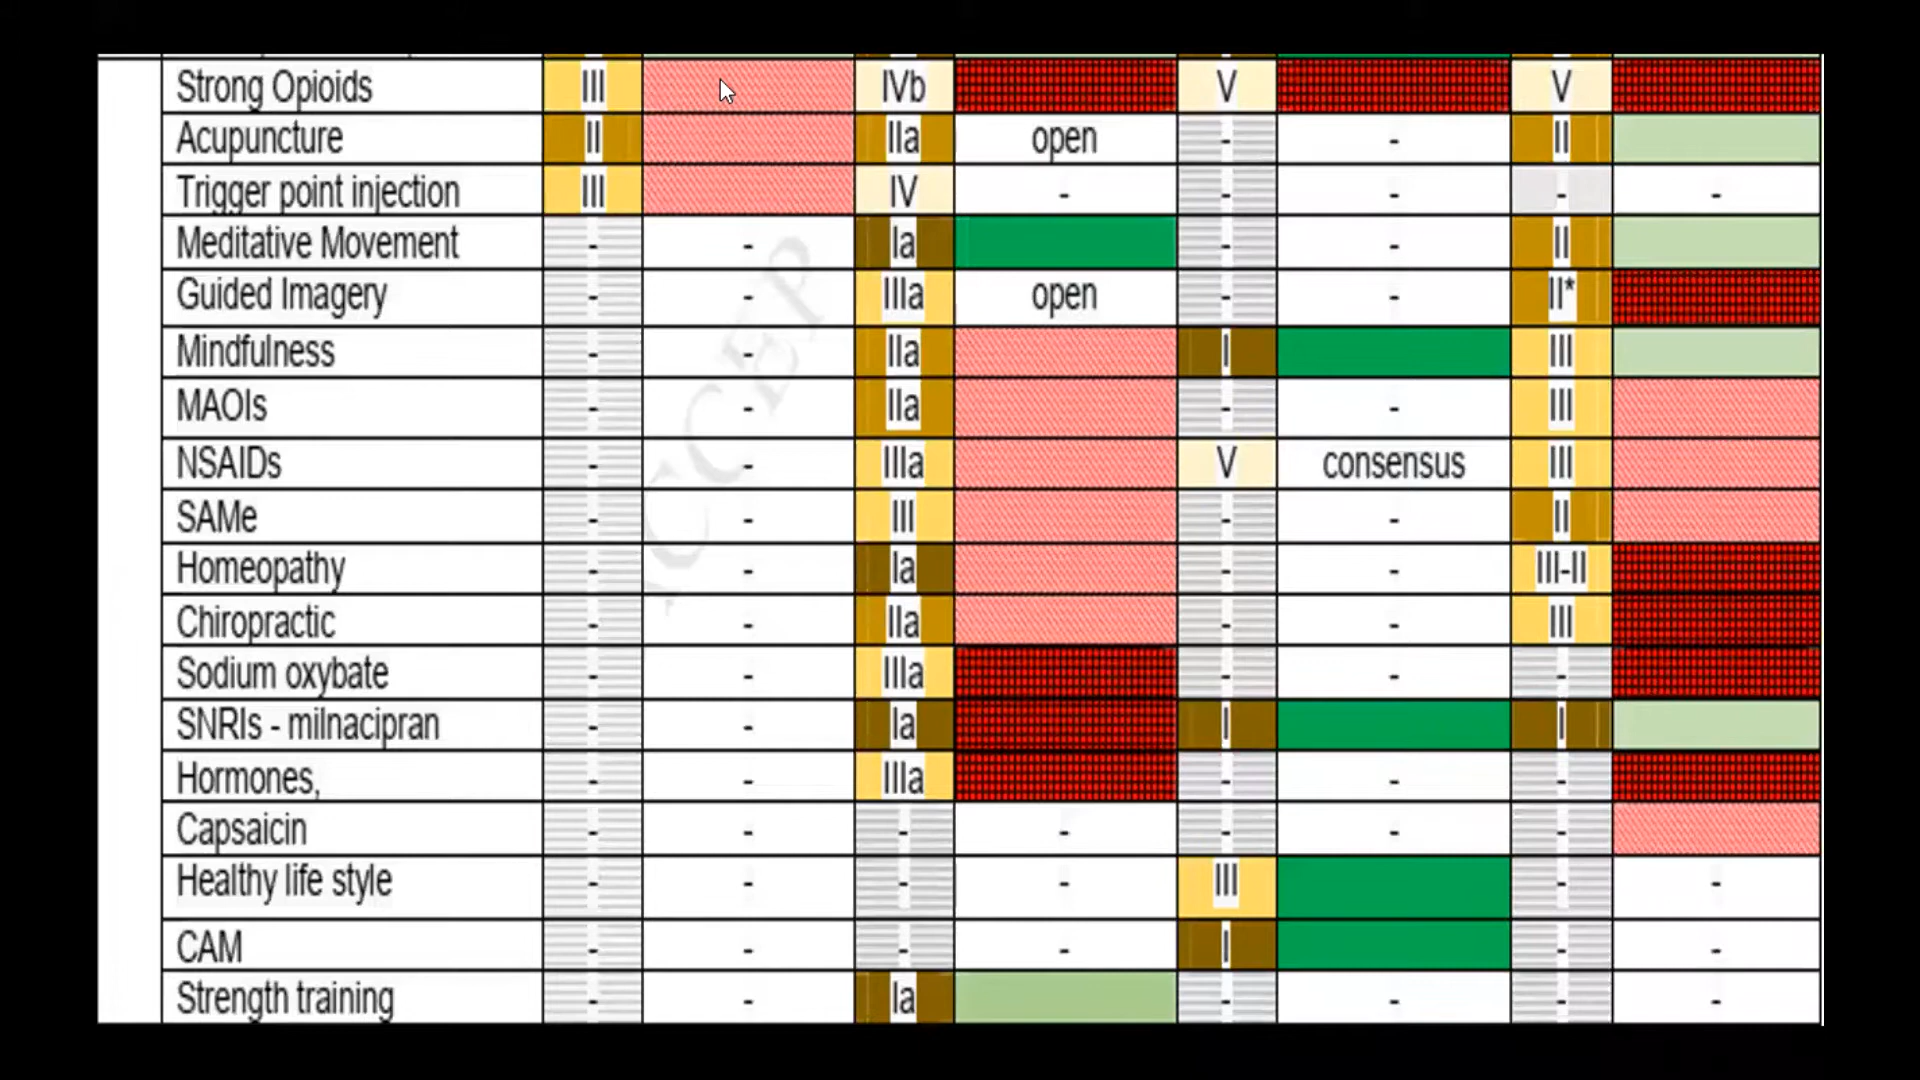 Strong Opioids III IVb V V
Acupuncture II IIa open - - II
Trigger point injection III IV - - - - -
Meditative Movement - - Ia - - II
Guided Imagery - - IIIa open - - II*
Mindfulness - - IIa I III
MAOIs - - IIa - - III
NSAIDs - - IIIa V consensus III
SAMe - - III - - II
Homeopathy - - Ia - - III-II
Chiropractic - - IIa - - III
Sodium oxybate - - IIIa - - -
SNRIs - milnacipran - - Ia I I
Hormones, - - IIIa - - -
Capsaicin - - - - - - -
Healthy life style - - - - III - -
CAM - - - - I - -
Strength training - - Ia - - - -